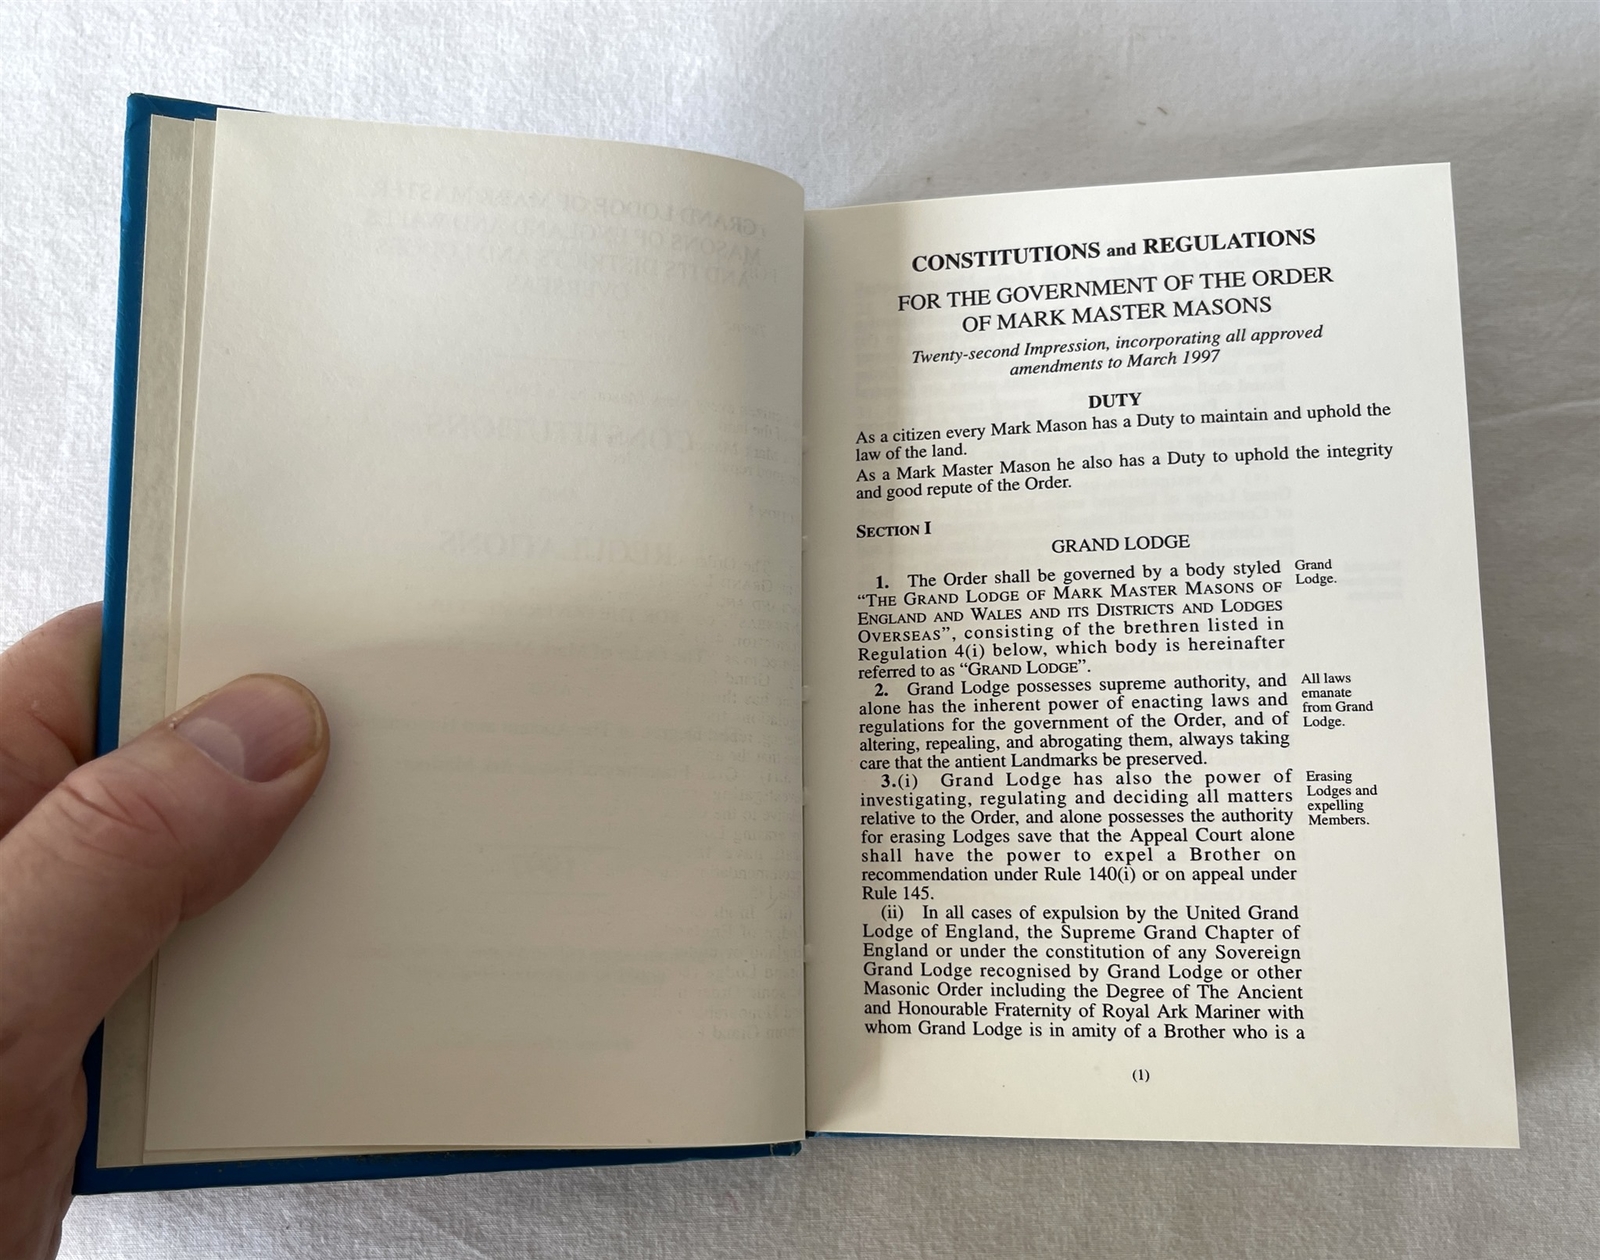 CONSTITUTIONS and REGULATIONS
FOR THE GOVERNMENT OF THE ORDER
OF MARK MASTER MASONS
Twenty-second Impression, incorporating all approved
amendments to March 1997
DUTY
As a citizen every Mark Mason has a Duty to maintain and uphold the
law of the land.
As a Mark Master Mason he also has a Duty to uphold the integrity
and good repute of the Order.
SECTION I
GRAND LODGE
1. The Order shall be governed by a body styled
"THE GRAND LODGE OF MARK MASTER MASONS OF
ENGLAND AND WALES AND ITS DISTRICTS AND LODGES
OVERSEAS", consisting of the brethren listed in
Regulation 4(i) below, which body is hereinafter
referred to as "GRAND LODGE".
Grand
Lodge.
2. Grand Lodge possesses supreme authority, and
alone has the inherent power of enacting laws and
regulations for the government of the Order, and of
altering, repealing, and abrogating them, always taking
care that the antient Landmarks be preserved.
All laws
emanate
from Grand
Lodge.
3.(i) Grand Lodge has also the power of
investigating, regulating and deciding all matters
relative to the Order, and alone possesses the authority
for erasing Lodges save that the Appeal Court alone
shall have the power to expel a Brother on
recommendation under Rule 140(i) or on appeal under
Rule 145.
Erasing
Lodges and
expelling
Members.
(ii) In all cases of expulsion by the United Grand
Lodge of England, the Supreme Grand Chapter of
England or under the constitution of any Sovereign
Grand Lodge recognised by Grand Lodge or other
Masonic Order including the Degree of The Ancient
and Honourable Fraternity of Royal Ark Mariner with
whom Grand Lodge is in amity of a Brother who is a
(1)